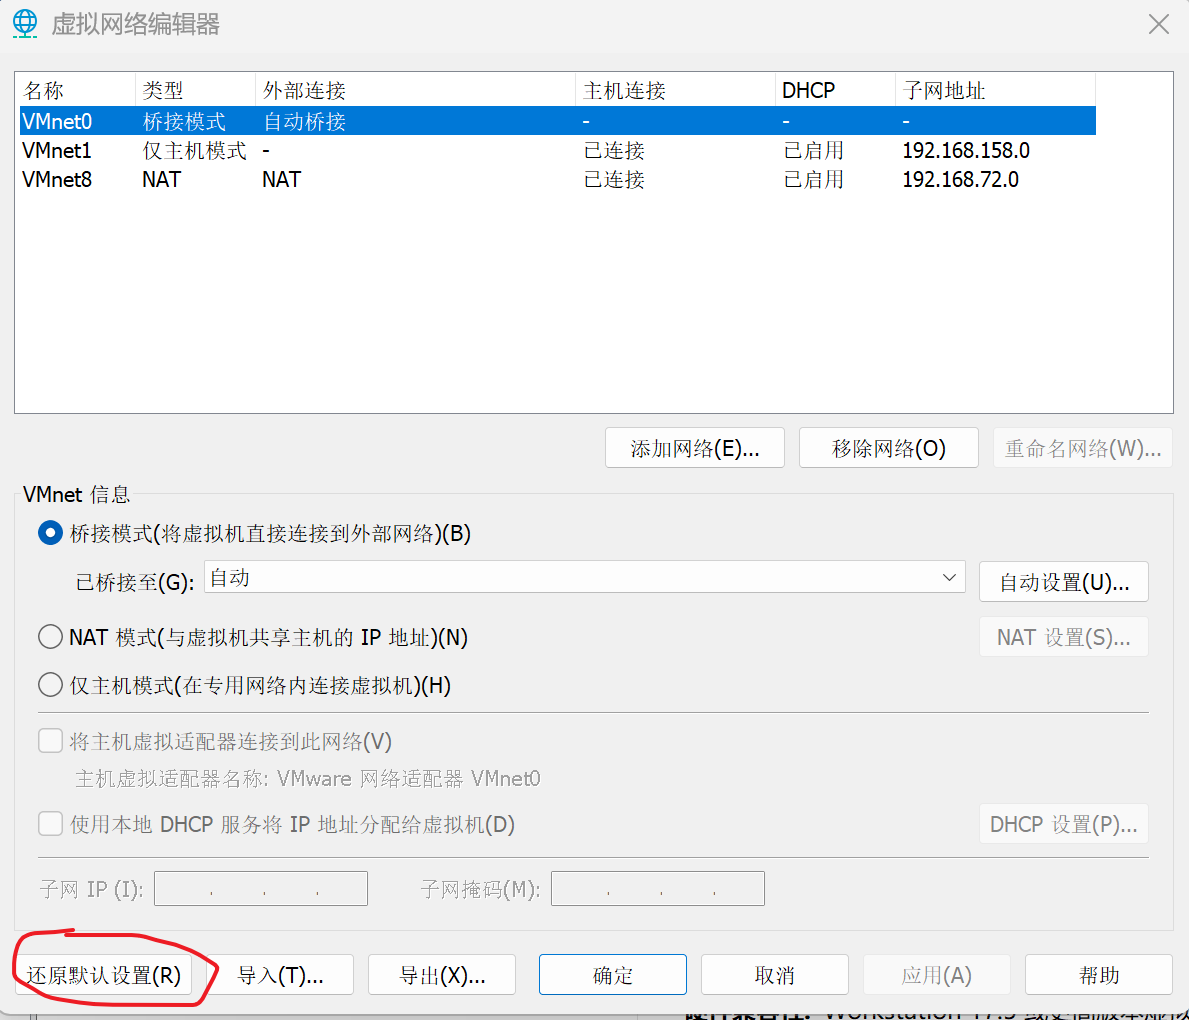 虚拟网络编辑器
名称 类型 外部连接 主机连接 DHCP 子网地址
VMnet0 桥接模式 自动桥接 - - -
VMnet1 仅主机模式 - 已连接 已启用 192.168.158.0
VMnet8 NAT NAT 已连接 已启用 192.168.72.0
添加网络(E)... 移除网络(O) 重命名网络(W)...
VMnet 信息
桥接模式(将虚拟机直接连接到外部网络)(B)
已桥接至(G): 自动 自动设置(U)...
NAT 模式(与虚拟机共享主机的 IP 地址)(N) NAT 设置(S)...
仅主机模式(在专用网络内连接虚拟机)(H)
将主机虚拟适配器连接到此网络(V)
主机虚拟适配器名称: VMware 网络适配器 VMnet0
使用本地 DHCP 服务将 IP 地址分配给虚拟机(D) DHCP 设置(P)...
子网 IP (I): . . . 子网掩码(M): . . .
还原默认设置(R) 导入(T)... 导出(X)... 确定 取消 应用(A) 帮助